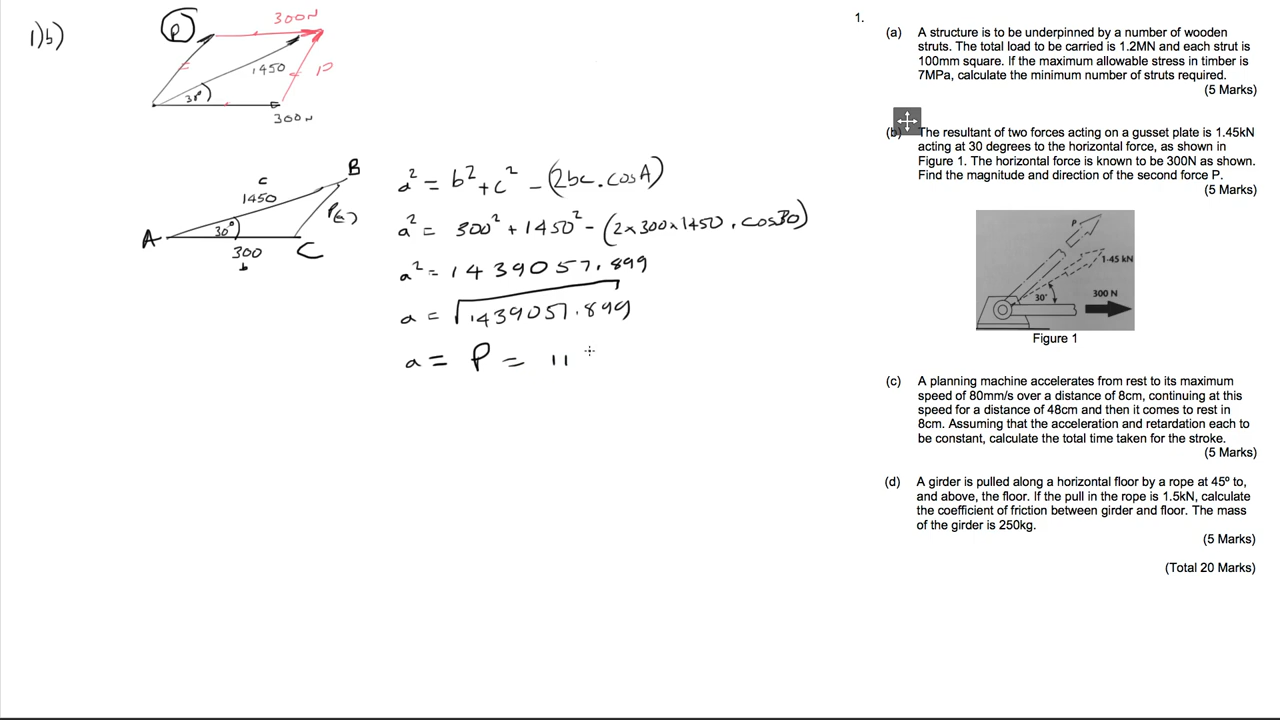 1)b)
P
300N
1450
P
30°
300N
B
c
1450
P(a)
A
30°
300
b
C
a² = b² + c² - (2bc.cosA)
a² = 300² + 1450² - (2x300x1450.cos30)
a² = 1439057.899
a = √1439057.899
a = P = 11
1.
(a) A structure is to be underpinned by a number of wooden
struts. The total load to be carried is 1.2MN and each strut is
100mm square. If the maximum allowable stress in timber is
7MPa, calculate the minimum number of struts required.
(5 Marks)
(b) The resultant of two forces acting on a gusset plate is 1.45kN
acting at 30 degrees to the horizontal force, as shown in
Figure 1. The horizontal force is known to be 300N as shown.
Find the magnitude and direction of the second force P.
(5 Marks)
P
1·45 kN
30°
300 N
Figure 1
(c) A planning machine accelerates from rest to its maximum
speed of 80mm/s over a distance of 8cm, continuing at this
speed for a distance of 48cm and then it comes to rest in
8cm. Assuming that the acceleration and retardation each to
be constant, calculate the total time taken for the stroke.
(5 Marks)
(d) A girder is pulled along a horizontal floor by a rope at 45º to,
and above, the floor. If the pull in the rope is 1.5kN, calculate
the coefficient of friction between girder and floor. The mass
of the girder is 250kg.
(5 Marks)
(Total 20 Marks)